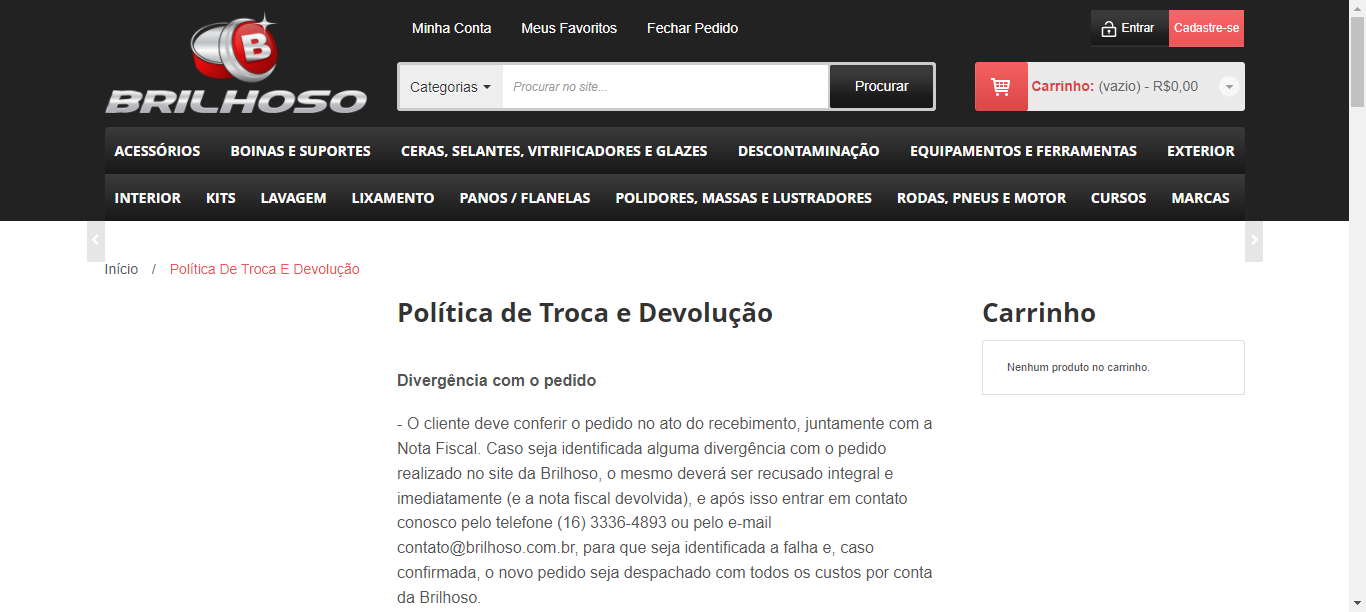 Minha Conta Meus Favoritos Fechar Pedido Entrar Cadastre-se
B
BRILHOSO
Categorias Procurar no site... Procurar Carrinho: (vazio) - R$0,00
ACESSÓRIOS BOINAS E SUPORTES CERAS, SELANTES, VITRIFICADORES E GLAZES DESCONTAMINAÇÃO EQUIPAMENTOS E FERRAMENTAS EXTERIOR
INTERIOR KITS LAVAGEM LIXAMENTO PANOS / FLANELAS POLIDORES, MASSAS E LUSTRADORES RODAS, PNEUS E MOTOR CURSOS MARCAS
Início / Política De Troca E Devolução
Política de Troca e Devolução
Carrinho
Nenhum produto no carrinho.
Divergência com o pedido
- O cliente deve conferir o pedido no ato do recebimento, juntamente com a
Nota Fiscal. Caso seja identificada alguma divergência com o pedido
realizado no site da Brilhoso, o mesmo deverá ser recusado integral e
imediatamente (e a nota fiscal devolvida), e após isso entrar em contato
conosco pelo telefone (16) 3336-4893 ou pelo e-mail
contato@brilhoso.com.br, para que seja identificada a falha e, caso
confirmada, o novo pedido seja despachado com todos os custos por conta
da Brilhoso.